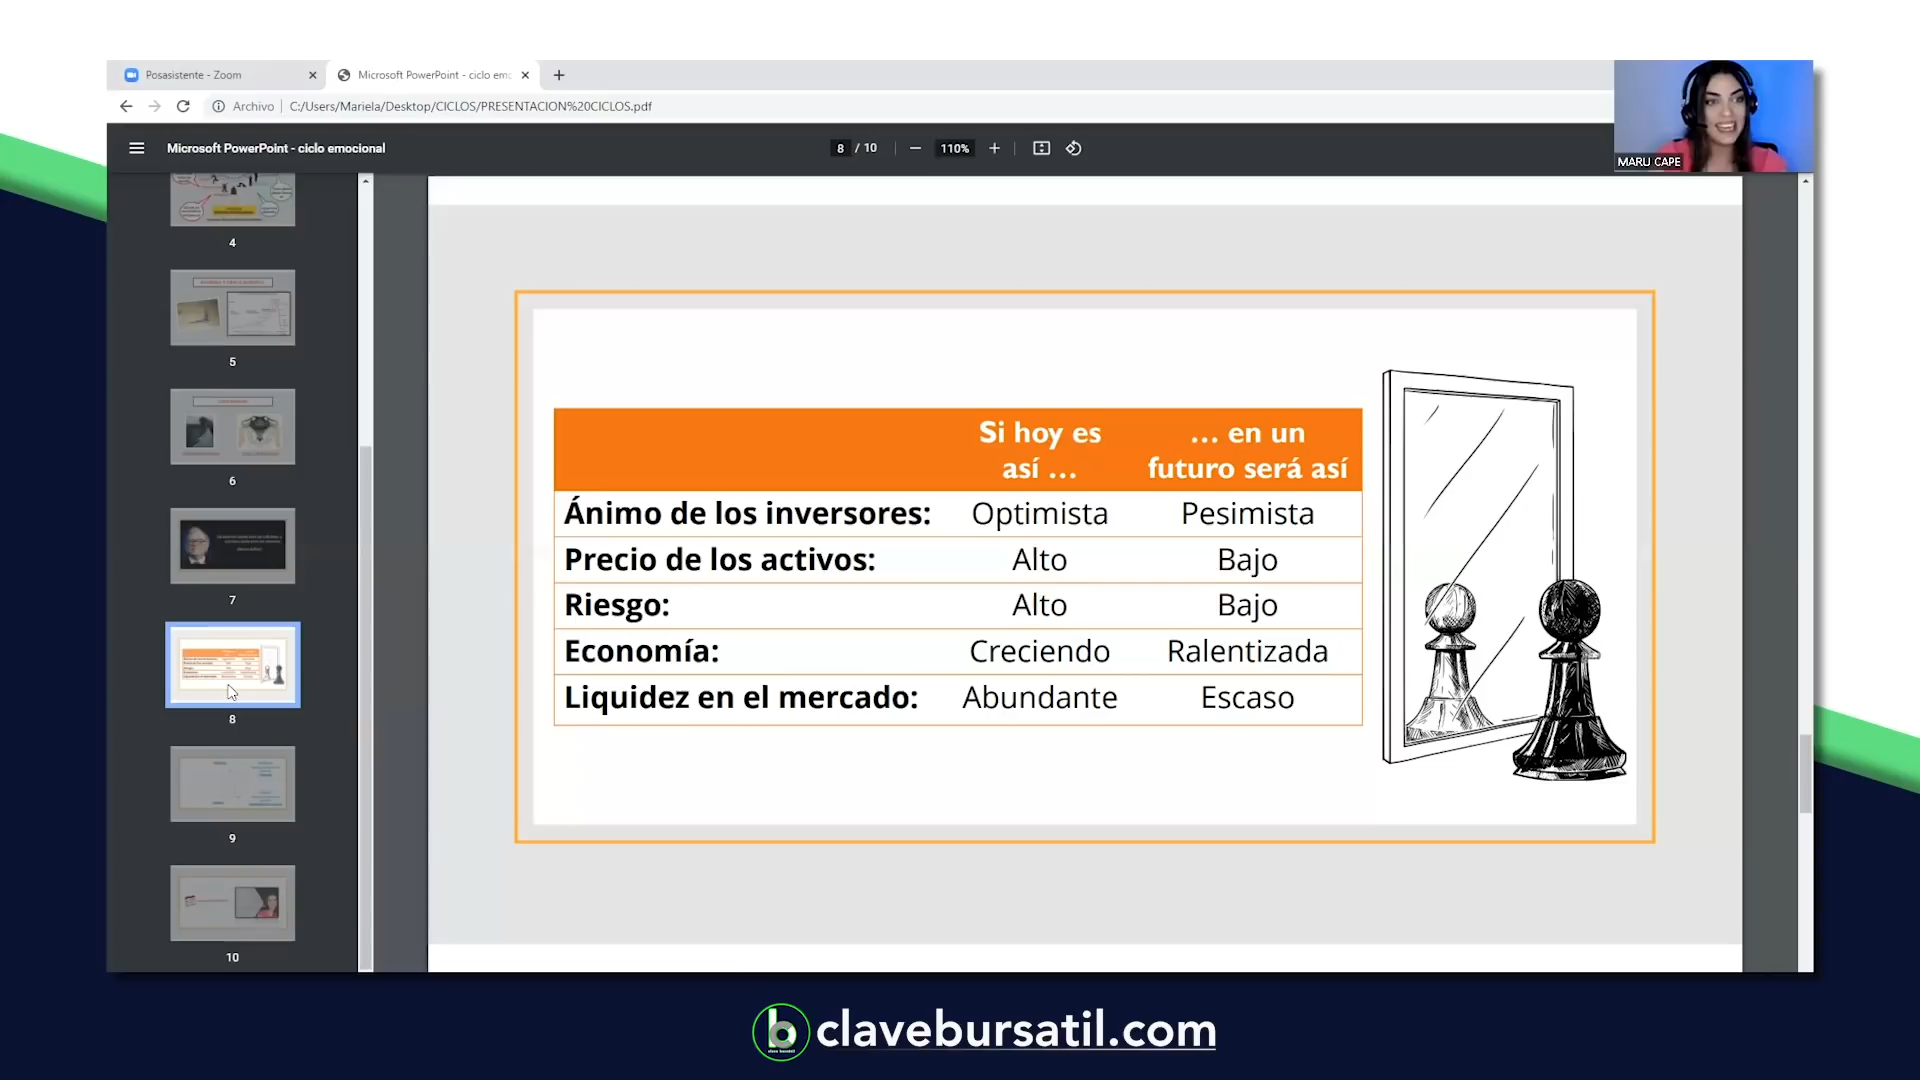 Posasistente - Zoom
Microsoft PowerPoint - ciclo emo
Archivo
C:/Users/Mariela/Desktop/CICLOS/PRESENTACION%20CICLOS.pdf
Microsoft PowerPoint - ciclo emocional
8 / 10
110%
MARU CAPE
4
5
6
7
8
9
10
Si hoy es así ...
... en un futuro será así
Ánimo de los inversores: Optimista Pesimista
Precio de los activos: Alto Bajo
Riesgo: Alto Bajo
Economía: Creciendo Ralentizada
Liquidez en el mercado: Abundante Escaso
clavebursatil.com